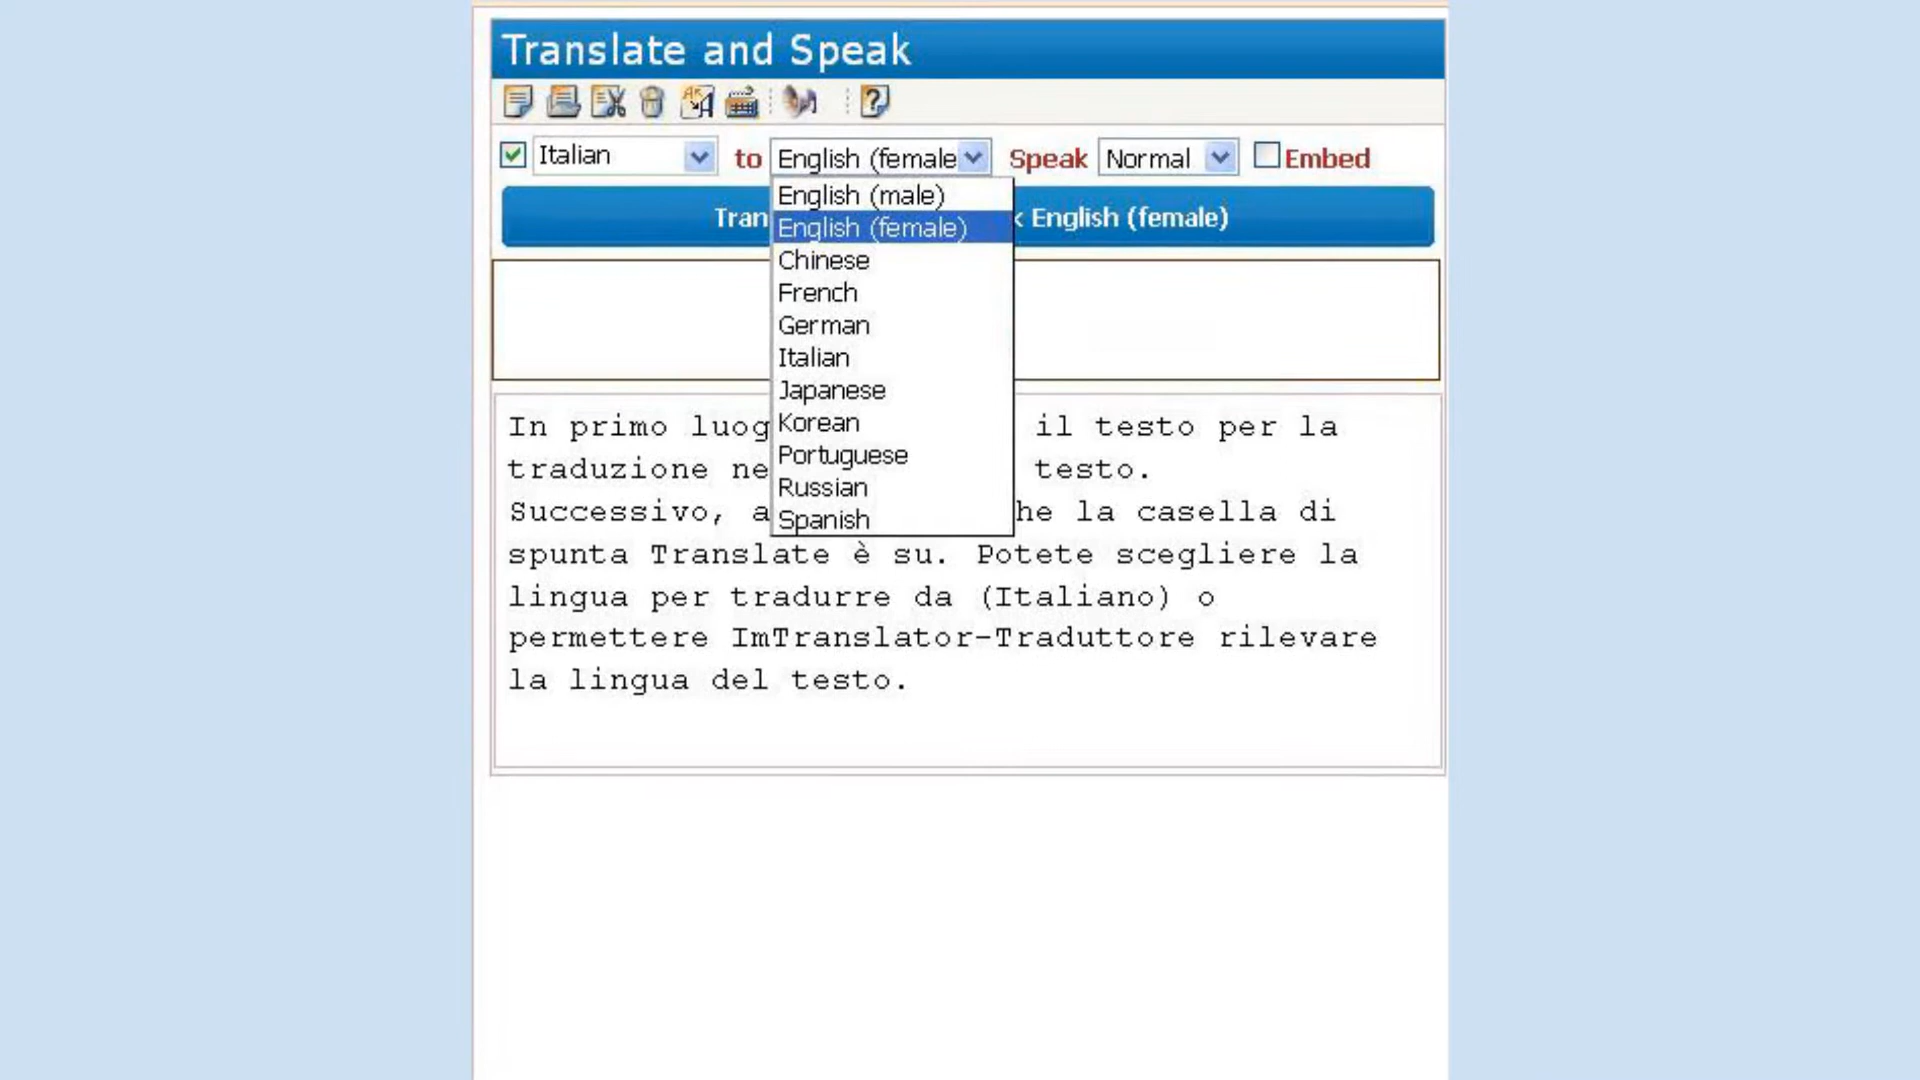 Translate and Speak
Italian to English (female Speak Normal Embed
English (male)
Tran English (female)
English (female)
Chinese
French
German
Italian
Japanese
Korean
Portuguese
Russian
Spanish
In primo luog il testo per la
traduzione ne testo.
Successivo, a he la casella di
spunta Translate è su. Potete scegliere la
lingua per tradurre da (Italiano) o
permettere ImTranslator-Traduttore rilevare
la lingua del testo.